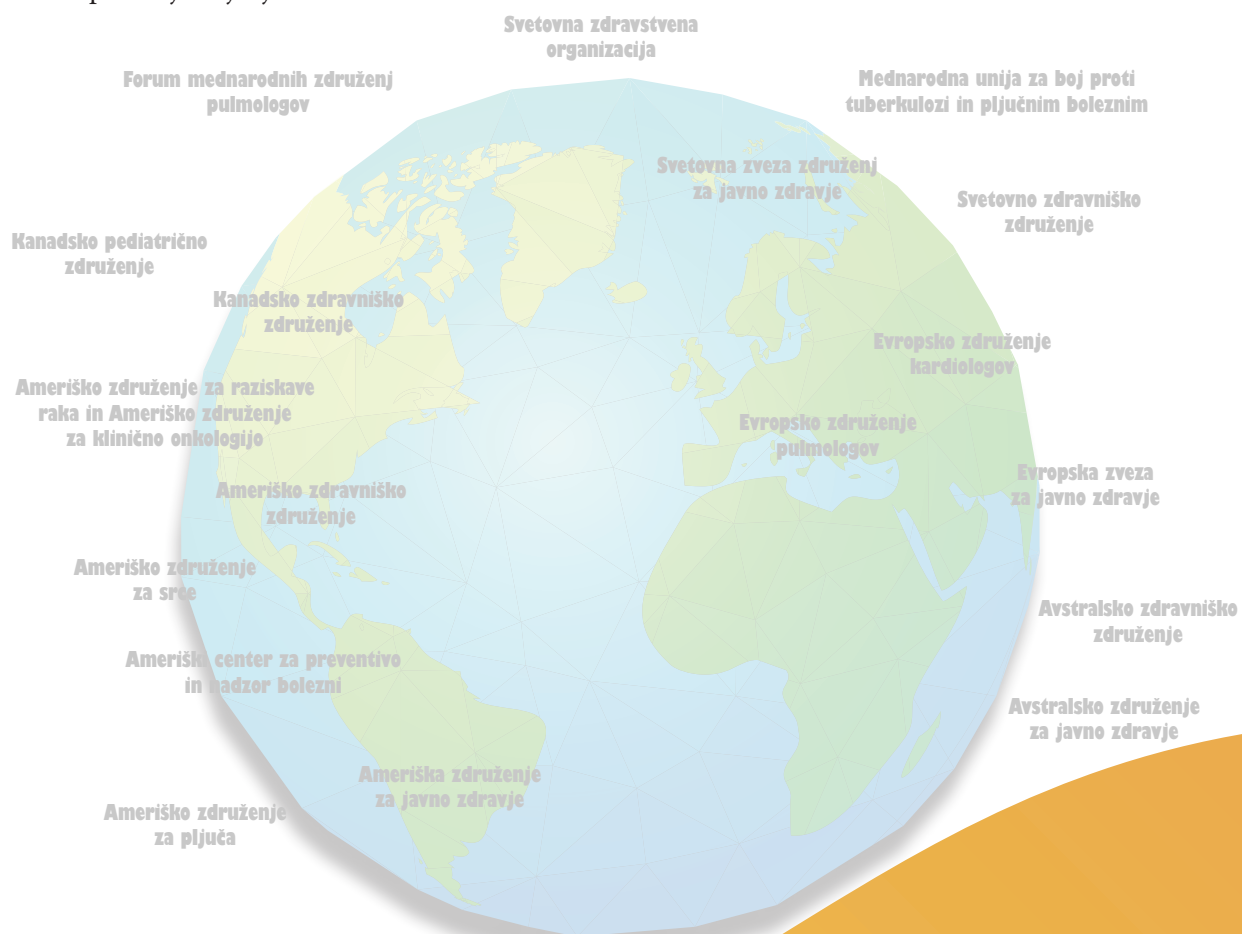 Svetovna zdravstvena
organizacija
Forum mednarodnih združenj
pulmologov
Mednarodna unija za boj proti
tuberkulozi in pljučnim boleznim
Svetovna zveza združenj
za javno zdravje
Svetovno zdravniško
združenje
Kanadsko pediatrično
združenje
Kanadsko zdravniško
združenje
Evropsko združenje
kardiologov
Ameriško združenje za raziskave
raka in Ameriško združenje
za klinično onkologijo
Evropsko združenje
pulmologov
Evropska zveza
za javno zdravje
Ameriško zdravniško
združenje
Ameriško združenje
za srce
Avstralsko zdravniško
združenje
Ameriški center za preventivo
in nadzor bolezni
Avstralsko združenje
za javno zdravje
Ameriška združenje
za javno zdravje
Ameriško združenje
za pljuča